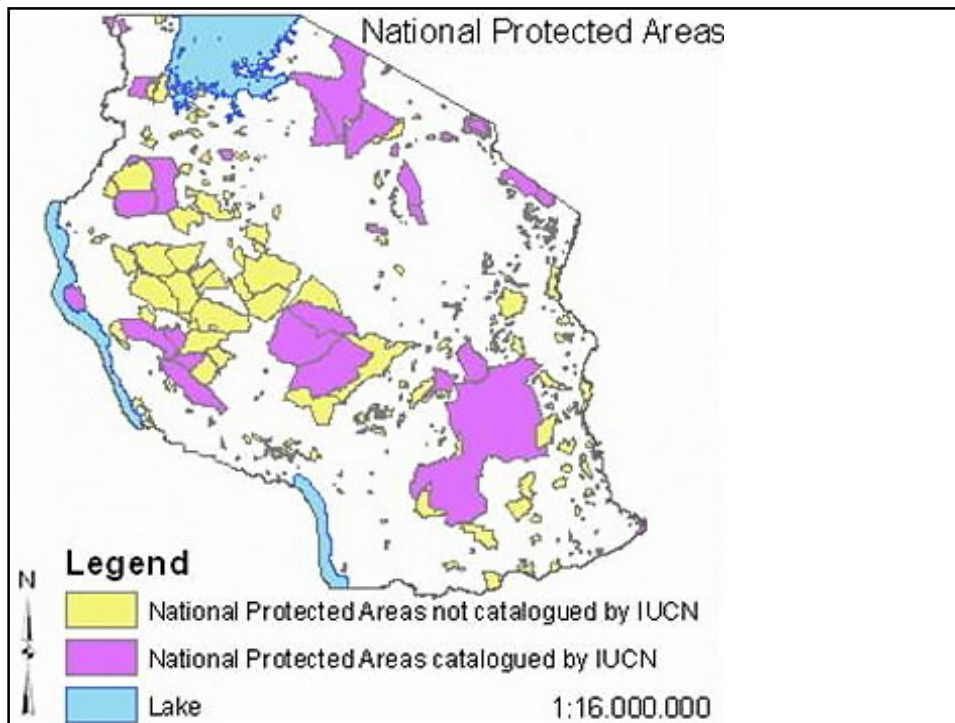 National Protected Areas
Legend
N
National Protected Areas not catalogued by IUCN
National Protected Areas catalogued by IUCN
Lake
1:16.000.000